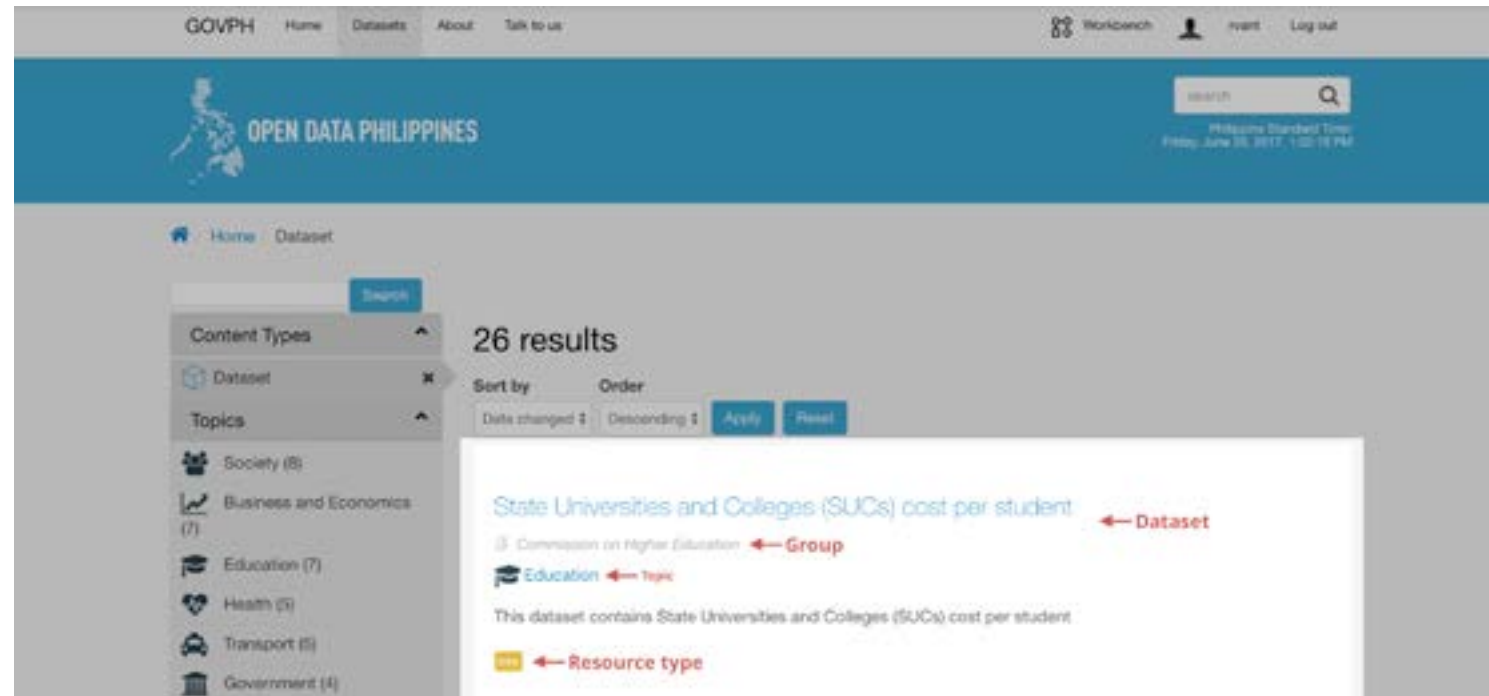 GOVPH Home Datasets About Talk to us Workbench Log out
OPEN DATA PHILIPPINES
search
Philippine Standard Time:
Home Dataset
Search
Content Types
Dataset
Topics
Society (8)
Business and Economics
(7)
Education (7)
Health (5)
Transport (5)
Government (4)
26 results
Sort by Order
Date changed Descending Apply Reset
State Universities and Colleges (SUCs) cost per student Dataset
Commission on Higher Education Group
Education Topic
This dataset contains State Universities and Colleges (SUCs) cost per student
Resource type